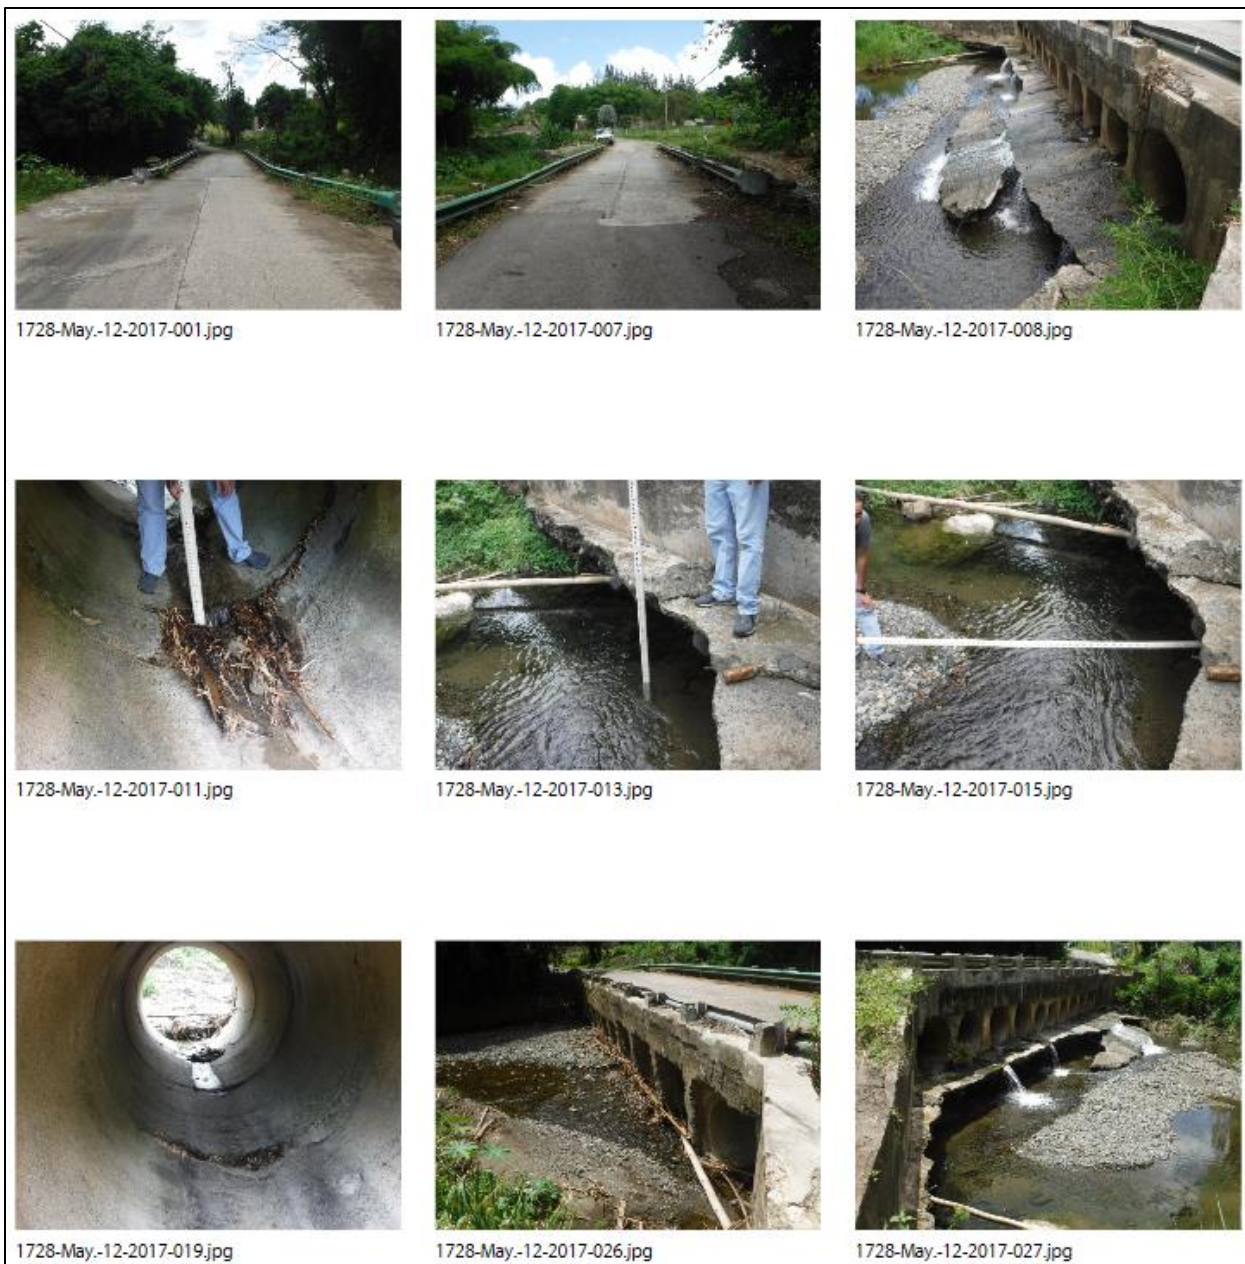 1728-May.-12-2017-001.jpg
1728-May.-12-2017-007.jpg
1728-May.-12-2017-008.jpg
1728-May.-12-2017-011.jpg
1728-May.-12-2017-013.jpg
1728-May.-12-2017-015.jpg
1728-May.-12-2017-019.jpg
1728-May.-12-2017-026.jpg
1728-May.-12-2017-027.jpg